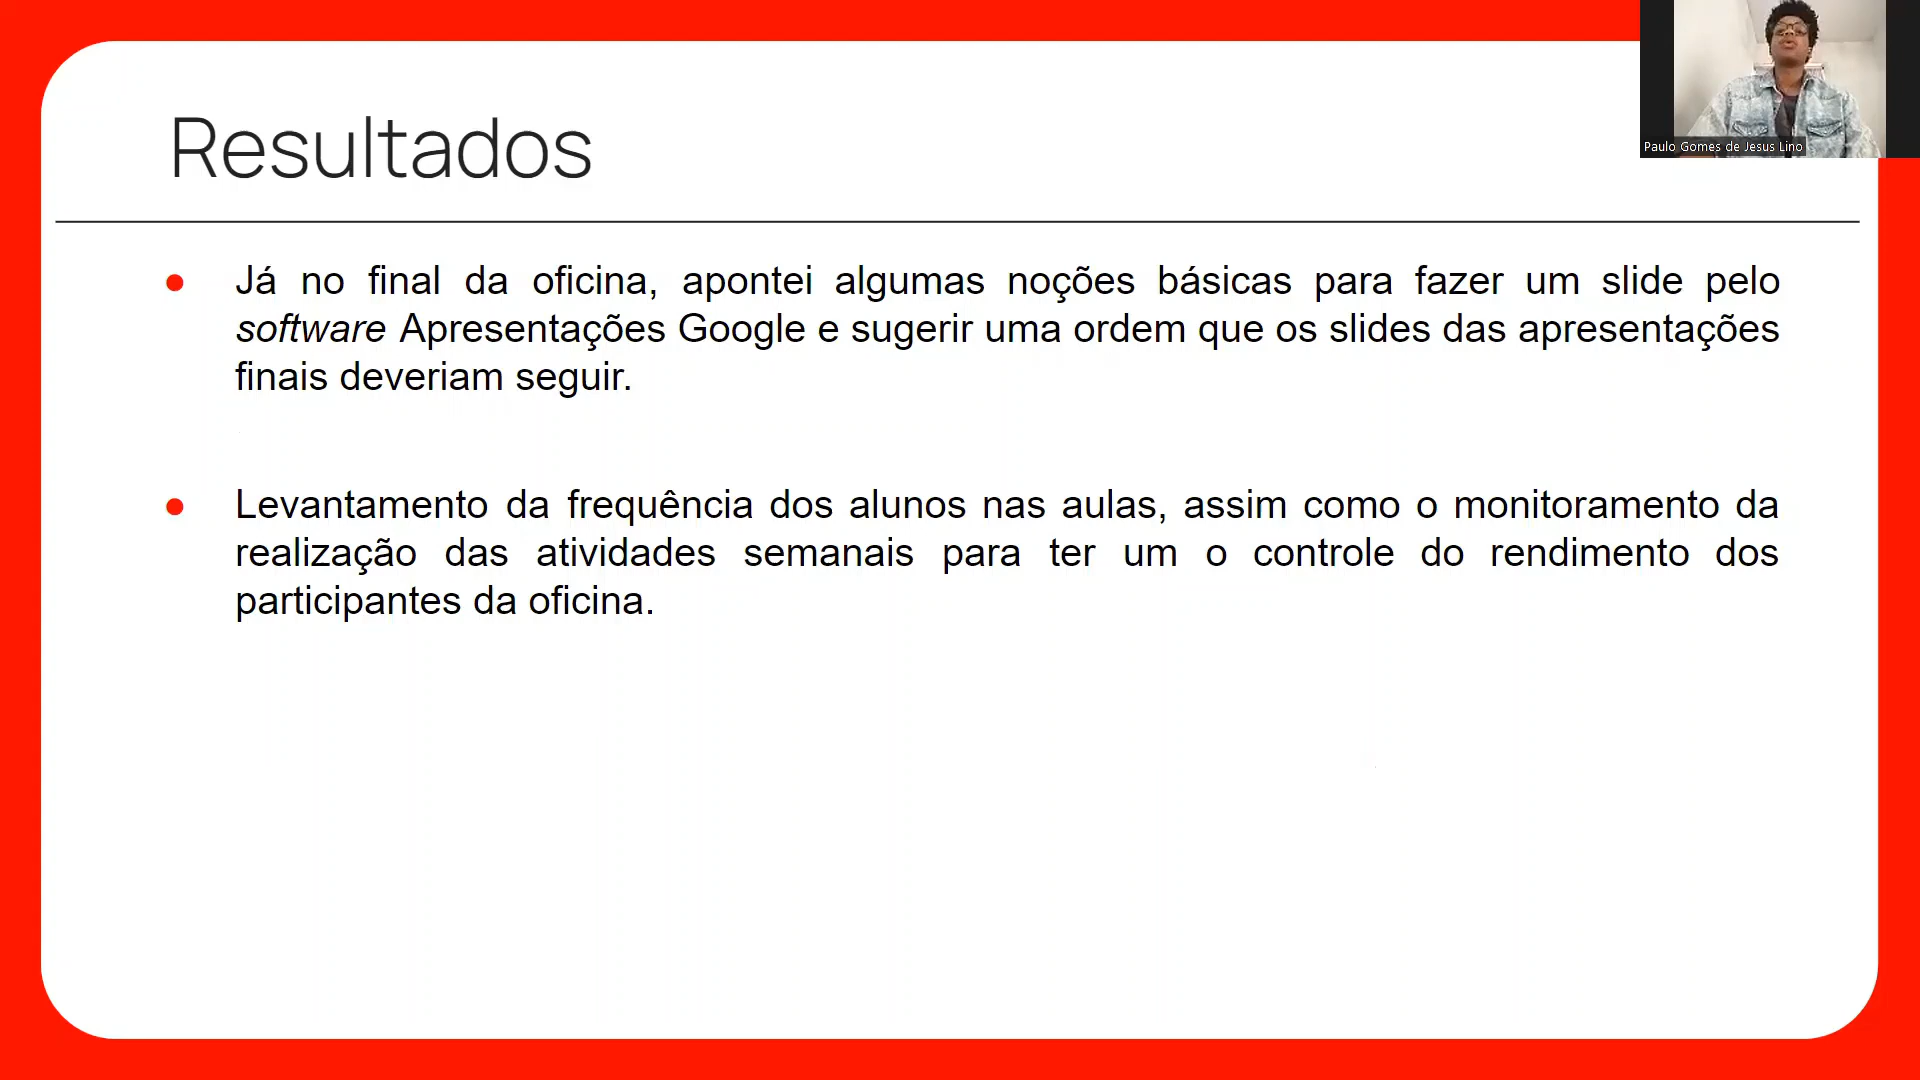 Resultados
Paulo Gomes de Jesus Lino
● Já no final da oficina, apontei algumas noções básicas para fazer um slide pelo
software Apresentações Google e sugerir uma ordem que os slides das apresentações
finais deveriam seguir.
● Levantamento da frequência dos alunos nas aulas, assim como o monitoramento da
realização das atividades semanais para ter um o controle do rendimento dos
participantes da oficina.